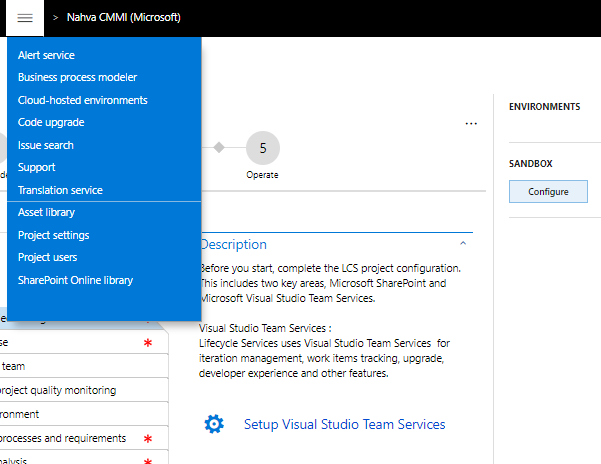 > Nahva CMMI (Microsoft)
Alert service
Business process modeler
Cloud-hosted environments
Code upgrade
Issue search
Support
Translation service
Asset library
Project settings
Project users
SharePoint Online library
5
Operate
...
ENVIRONMENTS
SANDBOX
Configure
Description
Before you start, complete the LCS project configuration.
This includes two key areas, Microsoft SharePoint and
Microsoft Visual Studio Team Services.
Visual Studio Team Services :
Lifecycle Services uses Visual Studio Team Services for
iteration management, work items tracking, upgrade,
developer experience and other features.
Setup Visual Studio Team Services
se *
team
project quality monitoring
ronment
processes and requirements *
alysis *